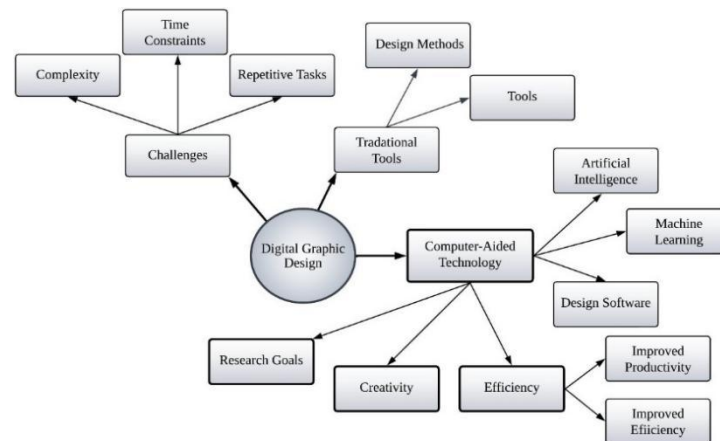 Time
Constraints
Complexity
Repetitive Tasks
Challenges
Design Methods
Tools
Tradational
Tools
Digital Graphic
Design
Computer-Aided
Technology
Artificial
Intelligence
Machine
Learning
Design Software
Research Goals
Creativity
Efficiency
Improved
Productivity
Improved
Efiiciency